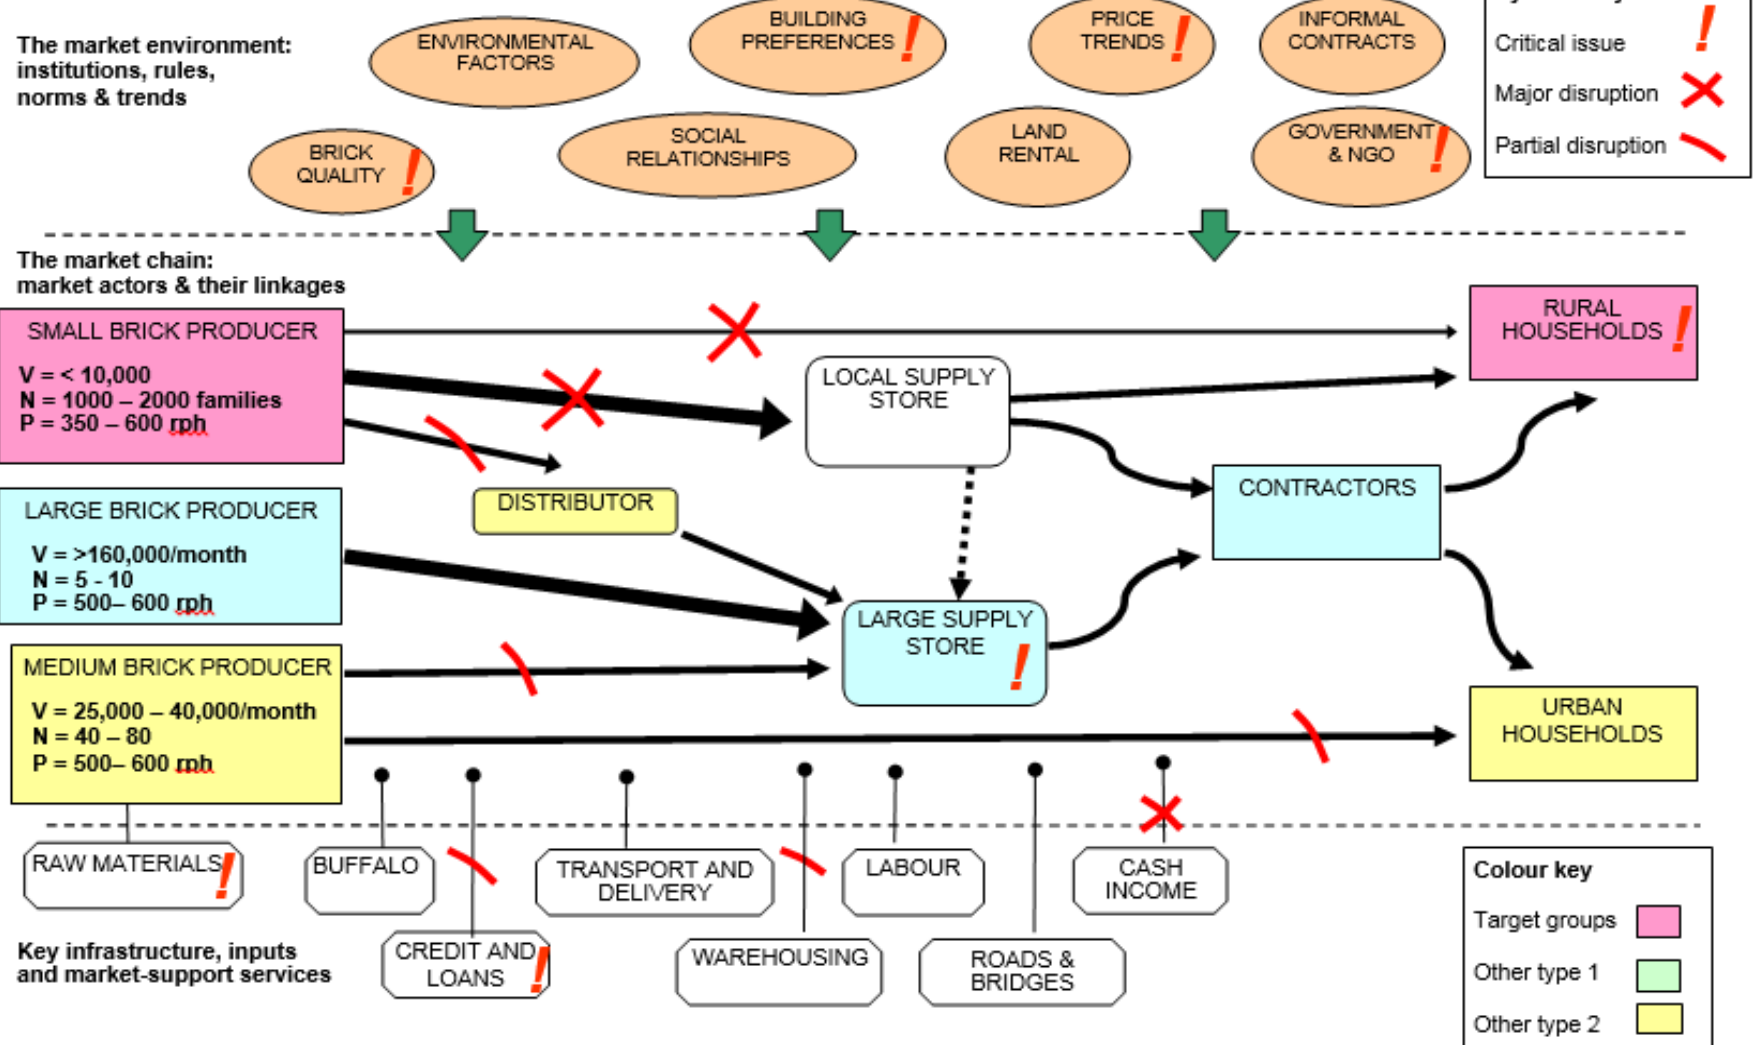 The market environment:
institutions, rules,
norms & trends
ENVIRONMENTAL
FACTORS
BUILDING
PREFERENCES
PRICE
TRENDS
INFORMAL
CONTRACTS
BRICK
QUALITY
SOCIAL
RELATIONSHIPS
LAND
RENTAL
GOVERNMENT
& NGO
Critical issue
Major disruption
Partial disruption
The market chain:
market actors & their linkages
SMALL BRICK PRODUCER
V = < 10,000
N = 1000 – 2000 families
P = 350 – 600 rph
LARGE BRICK PRODUCER
V = >160,000/month
N = 5 - 10
P = 500– 600 rph
MEDIUM BRICK PRODUCER
V = 25,000 – 40,000/month
N = 40 – 80
P = 500– 600 rph
DISTRIBUTOR
LOCAL SUPPLY
STORE
LARGE SUPPLY
STORE
CONTRACTORS
RURAL
HOUSEHOLDS
URBAN
HOUSEHOLDS
RAW MATERIALS
BUFFALO
CREDIT AND
LOANS
TRANSPORT AND
DELIVERY
WAREHOUSING
LABOUR
ROADS &
BRIDGES
CASH
INCOME
Key infrastructure, inputs
and market-support services
Colour key
Target groups
Other type 1
Other type 2